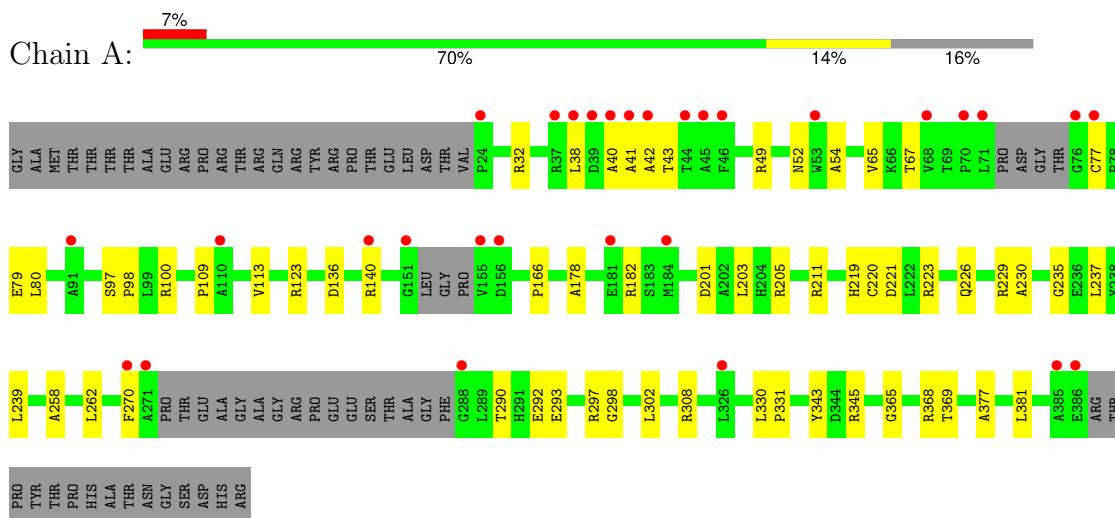 7%
Chain A:
70% 14% 16%
GLY ALA MET THR THR THR THR ALA GLU ARG PRO ARG THR ARG GLN ARG TYR ARG PRO THR GLU LEU ASP THR VAL P24 R32 R37 L38 D39 A40 A41 A42 T43 T44 A45 F46 R49 N52 W53 A54 V65 K66 T67 V68 T69 P70 L71 PRO ASP GLY THR G76 C77
E79 L80 A91 S97 P98 L99 R100 P109 A110 V113 R123 D136 R140 G151 LEU GLY PRO V155 D156 P166 A178 E181 R182 S183 M184 D201 A202 L203 H204 R205 R211 H219 C220 D221 L222 R223 Q226 R229 A230 G235 E236 L237
L239 A258 L262 F270 A271 PRO THR GLU ALA GLY ALA GLY ARG PRO GLU GLU SER THR ALA GLY PHE G288 L289 T290 H291 E292 E293 R297 G298 L302 R308 L326 L330 P331 Y343 D344 R345 G365 R368 T369 A377 L381 A385 E386 ARG THR
PRO TYR THR PRO HIS ALA THR ASN GLY SER ASP HIS ARG